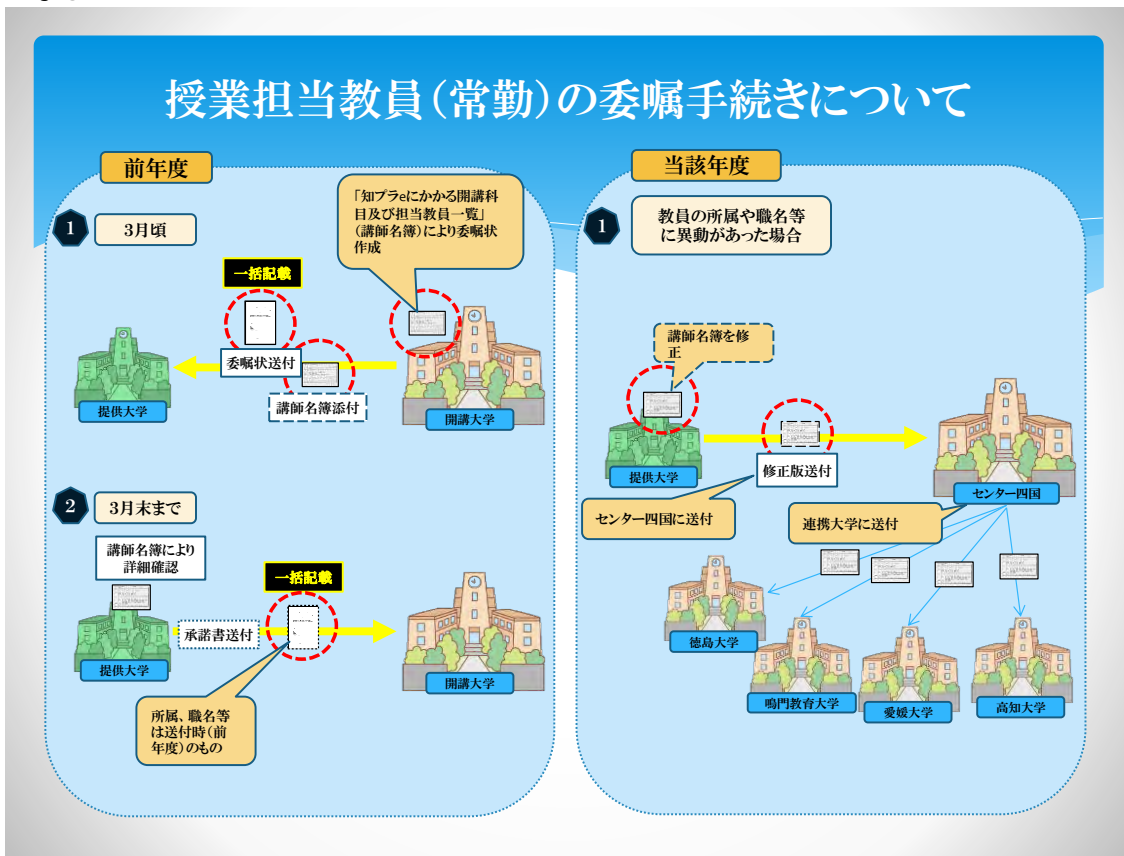 授業担当教員(常勤)の委嘱手続きについて
前年度
1
3月頃
「知プラeにかかる開講科
目及び担当教員一覧」
(講師名簿)により委嘱状
作成
一括記載
委嘱状送付
講師名簿添付
提供大学
開講大学
2
3月末まで
講師名簿により
詳細確認
一括記載
承諾書送付
提供大学
開講大学
所属、職名等
は送付時(前
年度)のもの
当該年度
1
教員の所属や職名等
に異動があった場合
講師名簿を修
正
提供大学
修正版送付
センター四国
センター四国に送付
連携大学に送付
徳島大学
鳴門教育大学
愛媛大学
高知大学